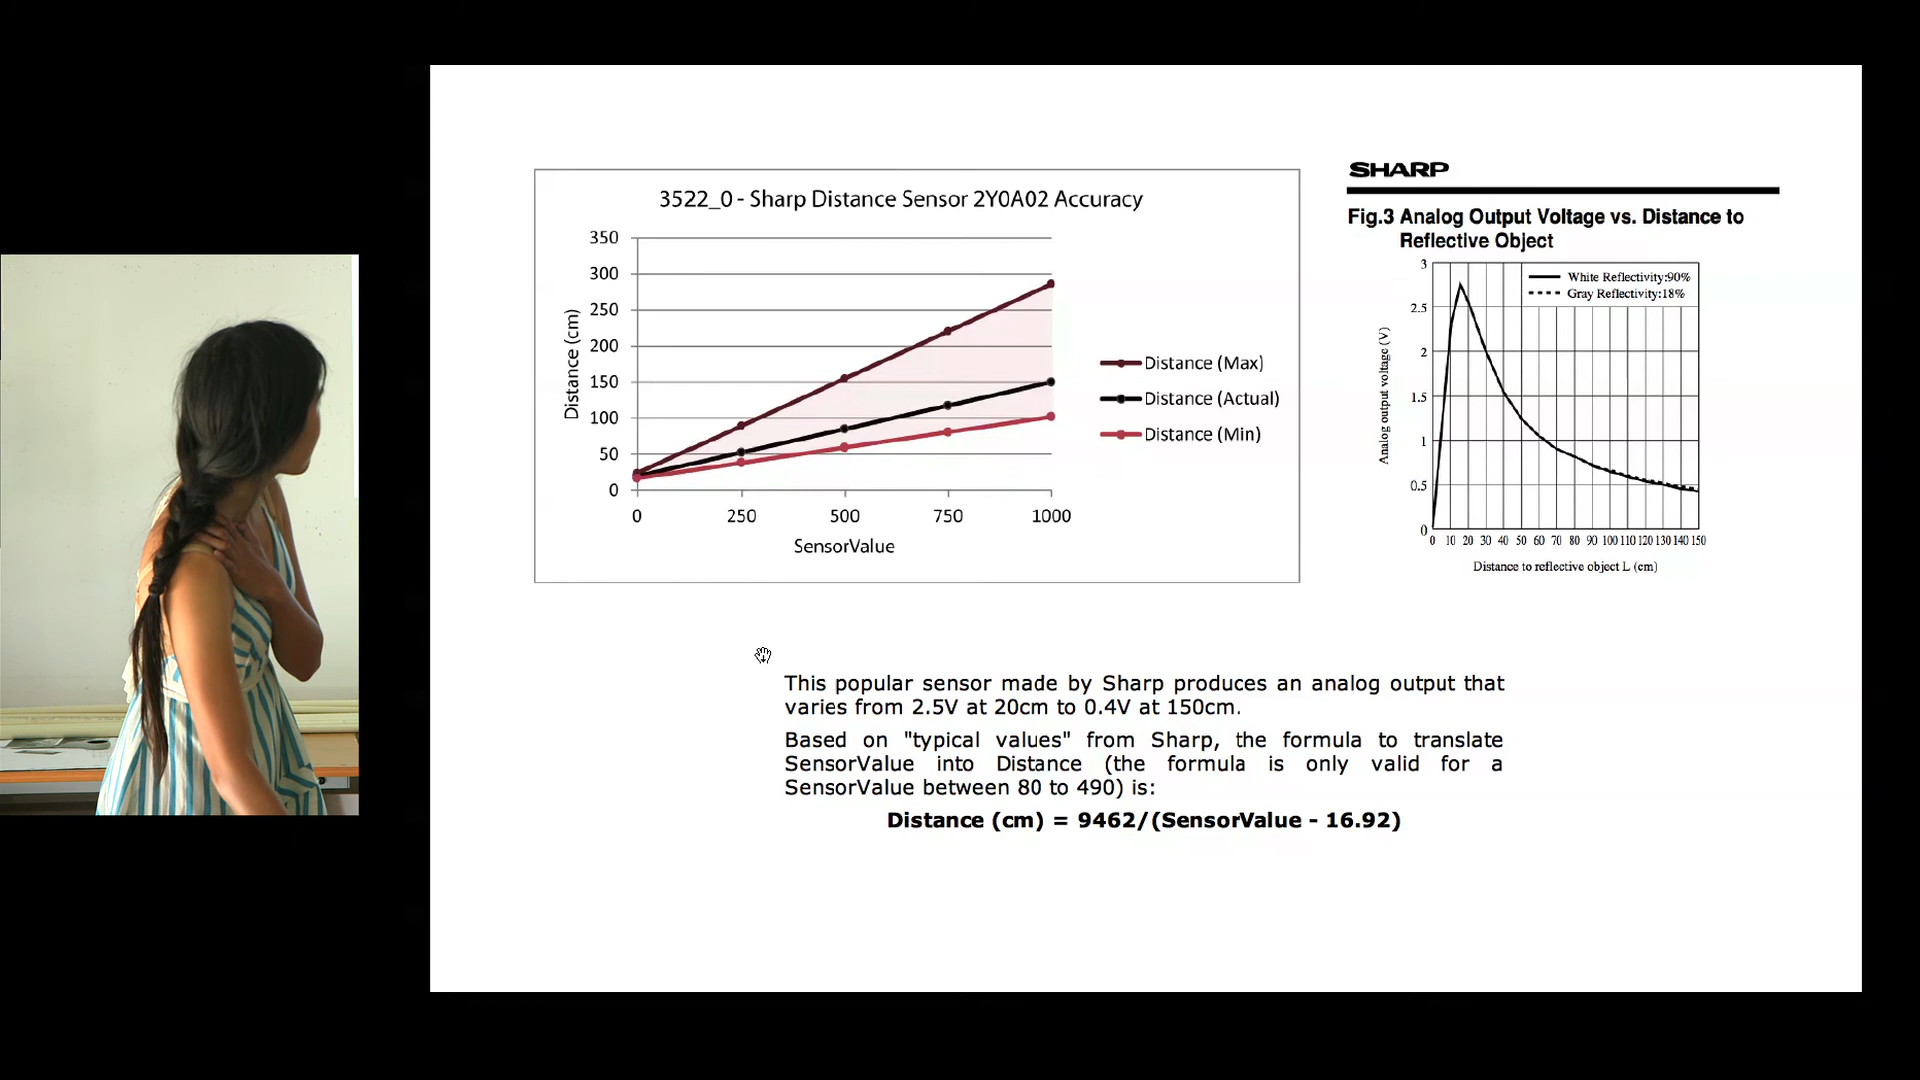 3522_0 - Sharp Distance Sensor 2Y0A02 Accuracy
350
300
250
200
150
100
50
0
Distance (cm)
0 250 500 750 1000
SensorValue
Distance (Max)
Distance (Actual)
Distance (Min)
SHARP
Fig.3 Analog Output Voltage vs. Distance to
Reflective Object
White Reflectivity:90%
Gray Reflectivity:18%
3
2.5
2
1.5
1
0.5
0
Analog output voltage (V)
0 10 20 30 40 50 60 70 80 90 100 110 120 130 140 150
Distance to reflective object L (cm)
This popular sensor made by Sharp produces an analog output that
varies from 2.5V at 20cm to 0.4V at 150cm.
Based on "typical values" from Sharp, the formula to translate
SensorValue into Distance (the formula is only valid for a
SensorValue between 80 to 490) is:
Distance (cm) = 9462/(SensorValue - 16.92)